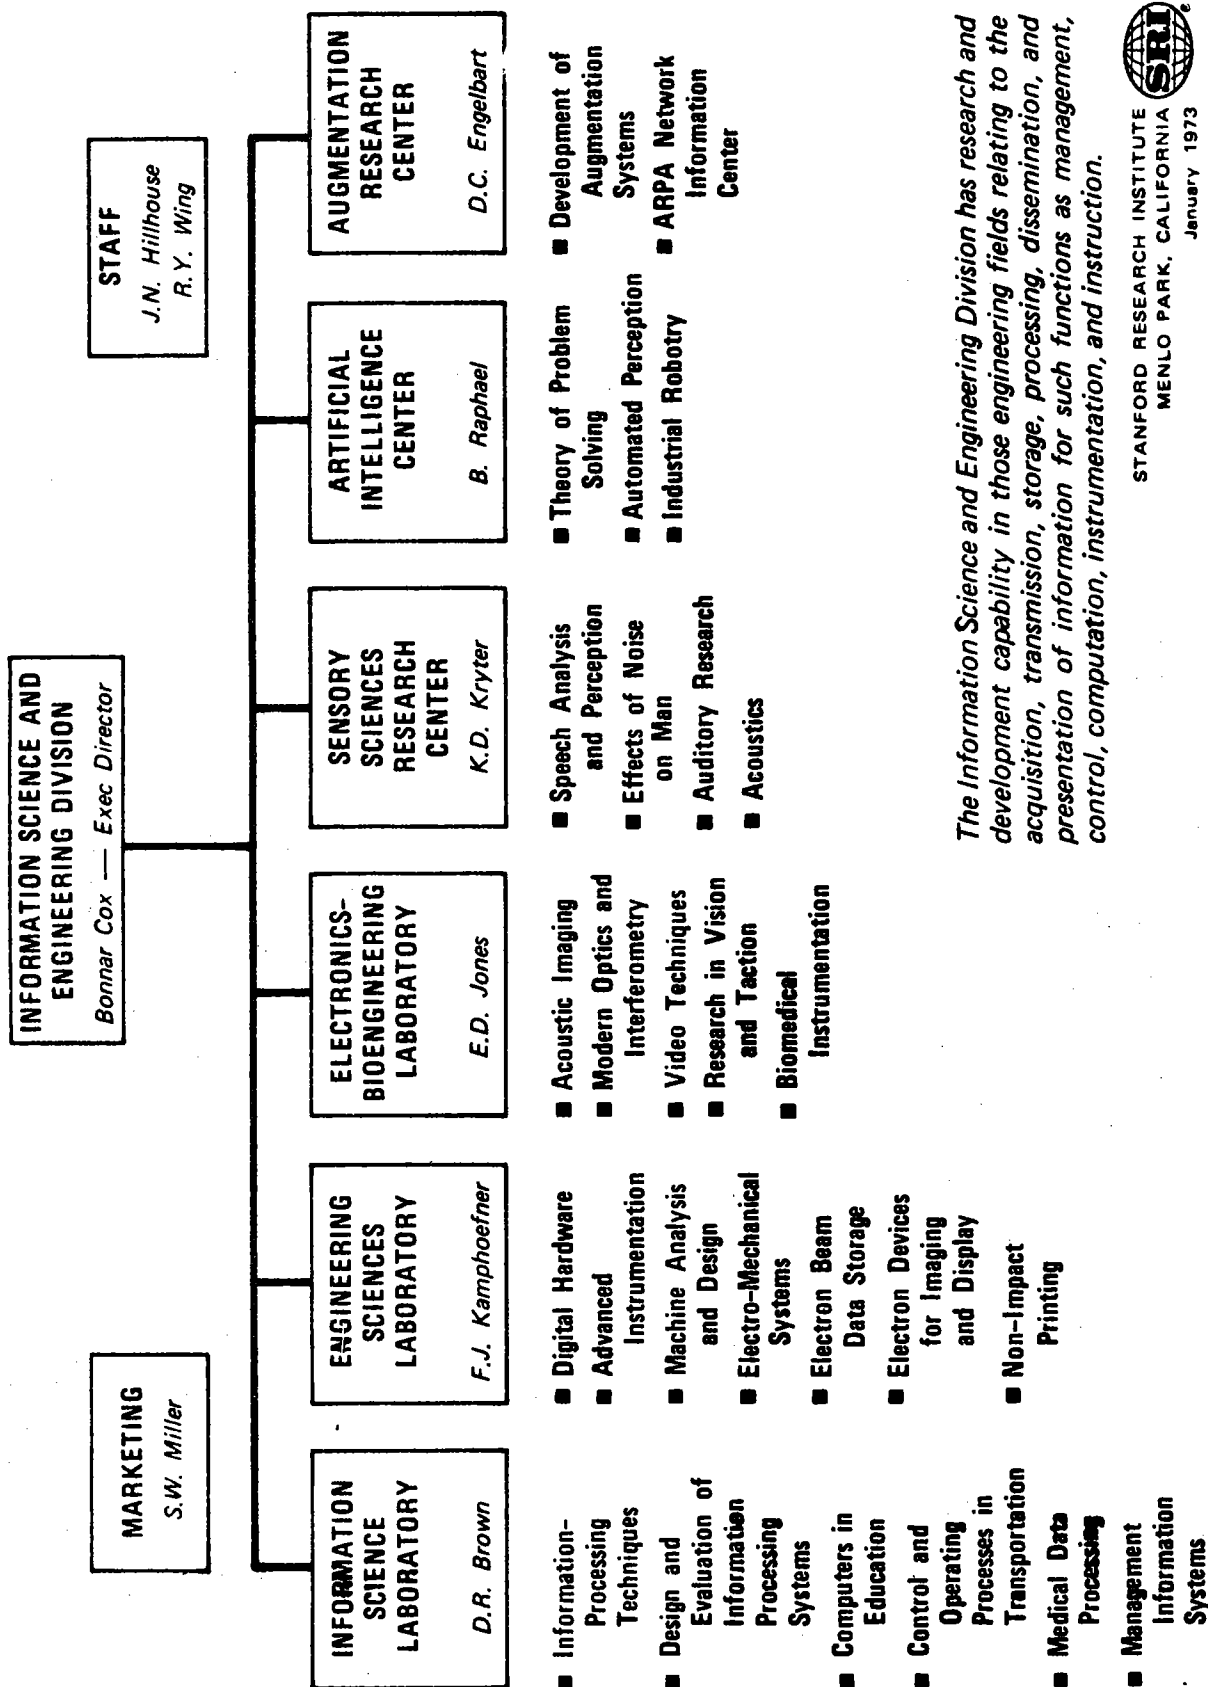 INFORMATION SCIENCE AND
ENGINEERING DIVISION
Bonnar Cox — Exec Director
MARKETING
S.W. Miller
STAFF
J.N. Hillhouse
R.Y. Wing
INFORMATION
SCIENCE
LABORATORY
D.R. Brown
■ Information-
Processing
Techniques
■ Design and
Evaluation of
Information
Processing
Systems
■ Computers in
Education
■ Control and
Operating
Processes in
Transportation
■ Medical Data
Processing
■ Management
Information
Systems
ENGINEERING
SCIENCES
LABORATORY
F.J. Kamphoefner
■ Digital Hardware
■ Advanced
Instrumentation
■ Machine Analysis
and Design
■ Electro-Mechanical
Systems
■ Electron Beam
Data Storage
■ Electron Devices
for Imaging
and Display
■ Non-Impact
Printing
ELECTRONICS-
BIOENGINEERING
LABORATORY
E.D. Jones
■ Acoustic Imaging
■ Modern Optics and
Interferometry
■ Video Techniques
■ Research in Vision
and Taction
■ Biomedical
Instrumentation
SENSORY
SCIENCES
RESEARCH
CENTER
K.D. Kryter
■ Speech Analysis
and Perception
■ Effects of Noise
on Man
■ Auditory Research
■ Acoustics
ARTIFICIAL
INTELLIGENCE
CENTER
B. Raphael
■ Theory of Problem
Solving
■ Automated Perception
■ Industrial Robotry
AUGMENTATION
RESEARCH
CENTER
D.C. Engelbart
■ Development of
Augmentation
Systems
■ ARPA Network
Information
Center
The Information Science and Engineering Division has research and
development capability in those engineering fields relating to the
acquisition, transmission, storage, processing, dissemination, and
presentation of information for such functions as management,
control, computation, instrumentation, and instruction.
STANFORD RESEARCH INSTITUTE
MENLO PARK, CALIFORNIA
SRI
January 1973